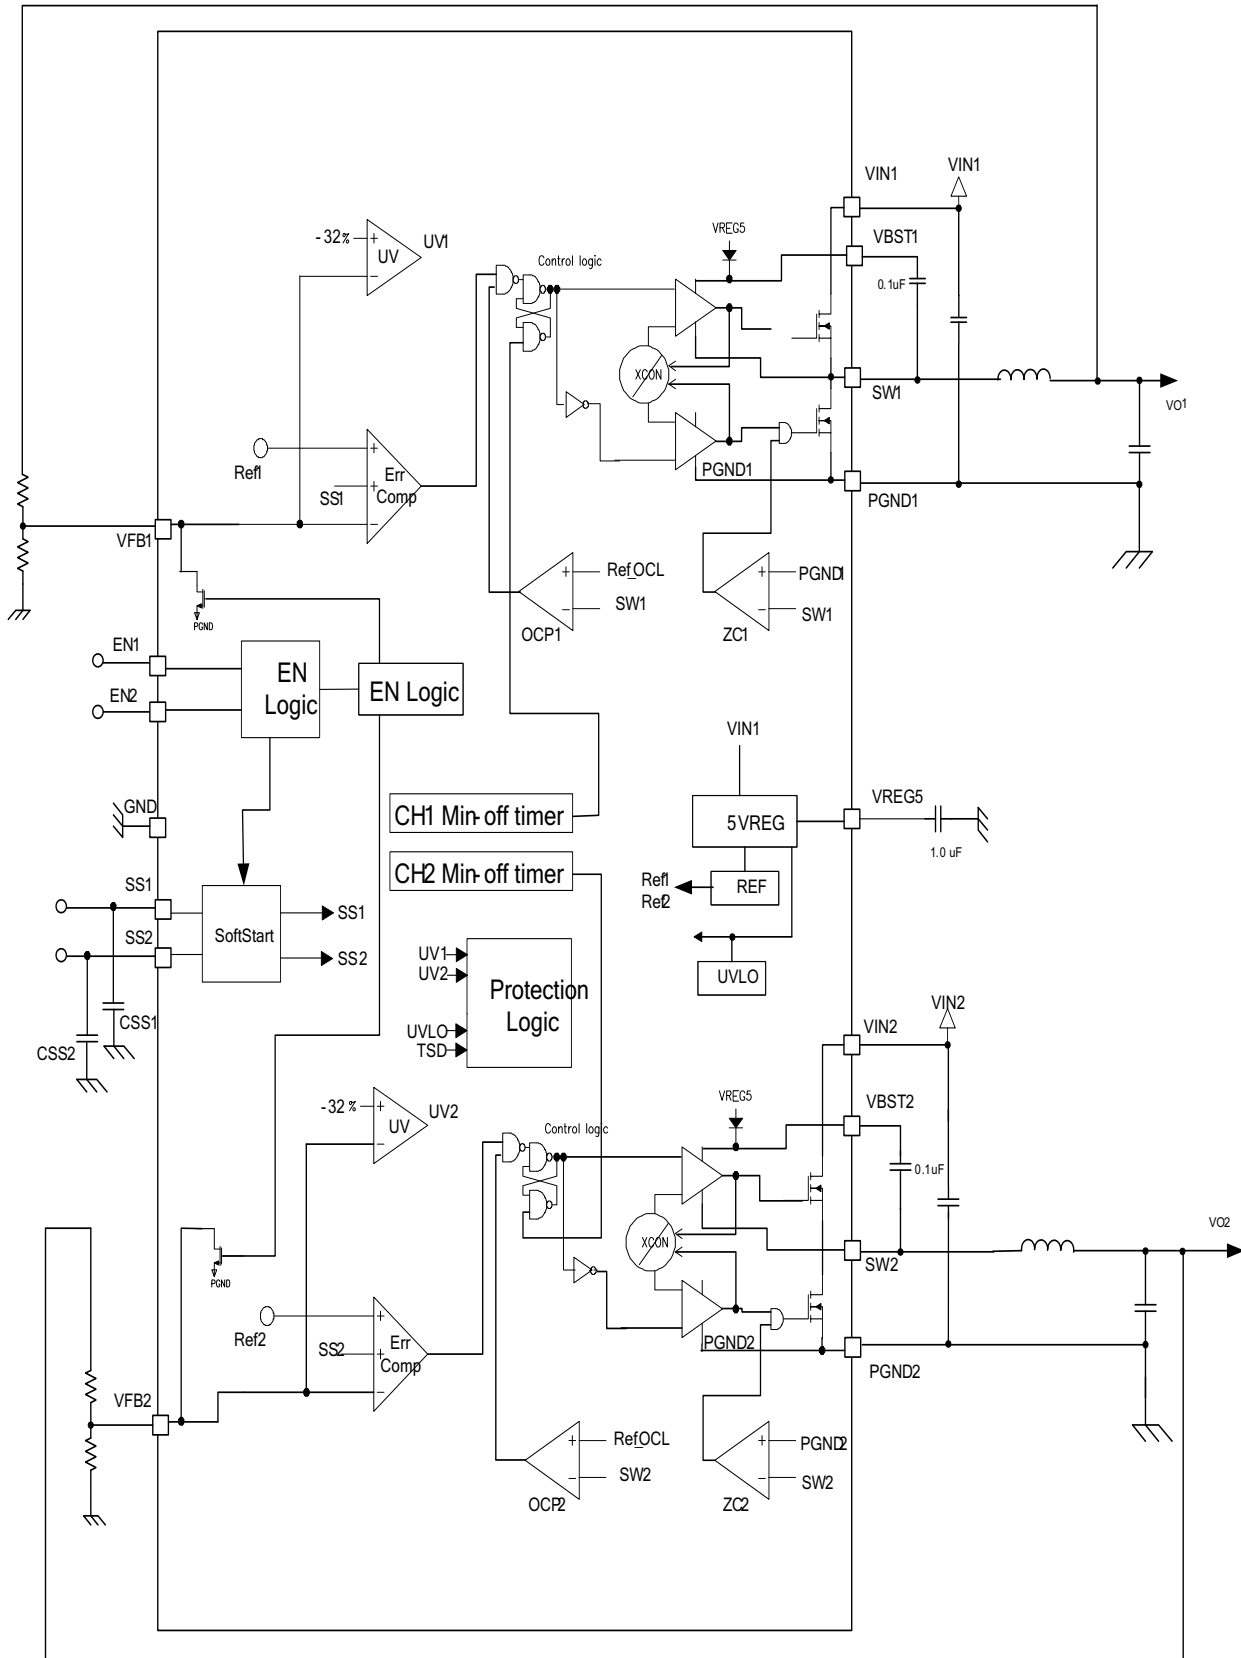 VIN1
VIN1
-32%
+
UV
−
UV1
VREG5
VBST1
Control logic
0.1uF
XCON
SW1
VO1
Ref1
+
Err
Comp
SS1
+
−
PGND1
PGND1
VFB1
PGND
+
Ref_OCL
−
SW1
OCP1
+
PGND1
−
SW1
ZC1
EN1
EN
Logic
EN Logic
EN2
VIN1
GND
CH1 Min-off timer
5VREG
VREG5
1.0 uF
CH2 Min-off timer
Ref1
Ref2
REF
SS1
SoftStart
SS1
SS2
SS2
UV1
UV2
Protection
Logic
UVLO
TSD
UVLO
CSS1
CSS2
VIN2
VIN2
-32%
+
UV
−
UV2
VREG5
VBST2
Control logic
0.1uF
XCON
SW2
VO2
PGND
Ref2
+
Err
Comp
SS2
+
−
PGND2
PGND2
VFB2
+
Ref_OCL
−
SW2
OCP2
+
PGND2
−
SW2
ZC2